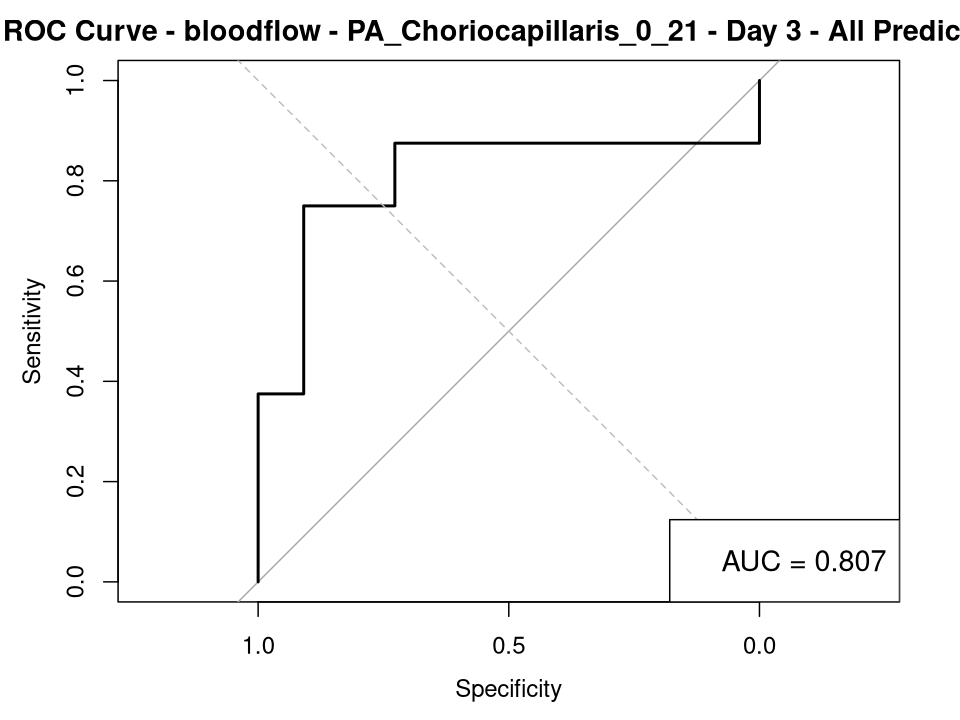 ROC Curve - bloodflow - PA_Choriocapillaris_0_21 - Day 3 - All Predic
1.0
0.8
0.6
0.4
0.2
0.0
Sensitivity
AUC = 0.807
1.0 0.5 0.0
Specificity